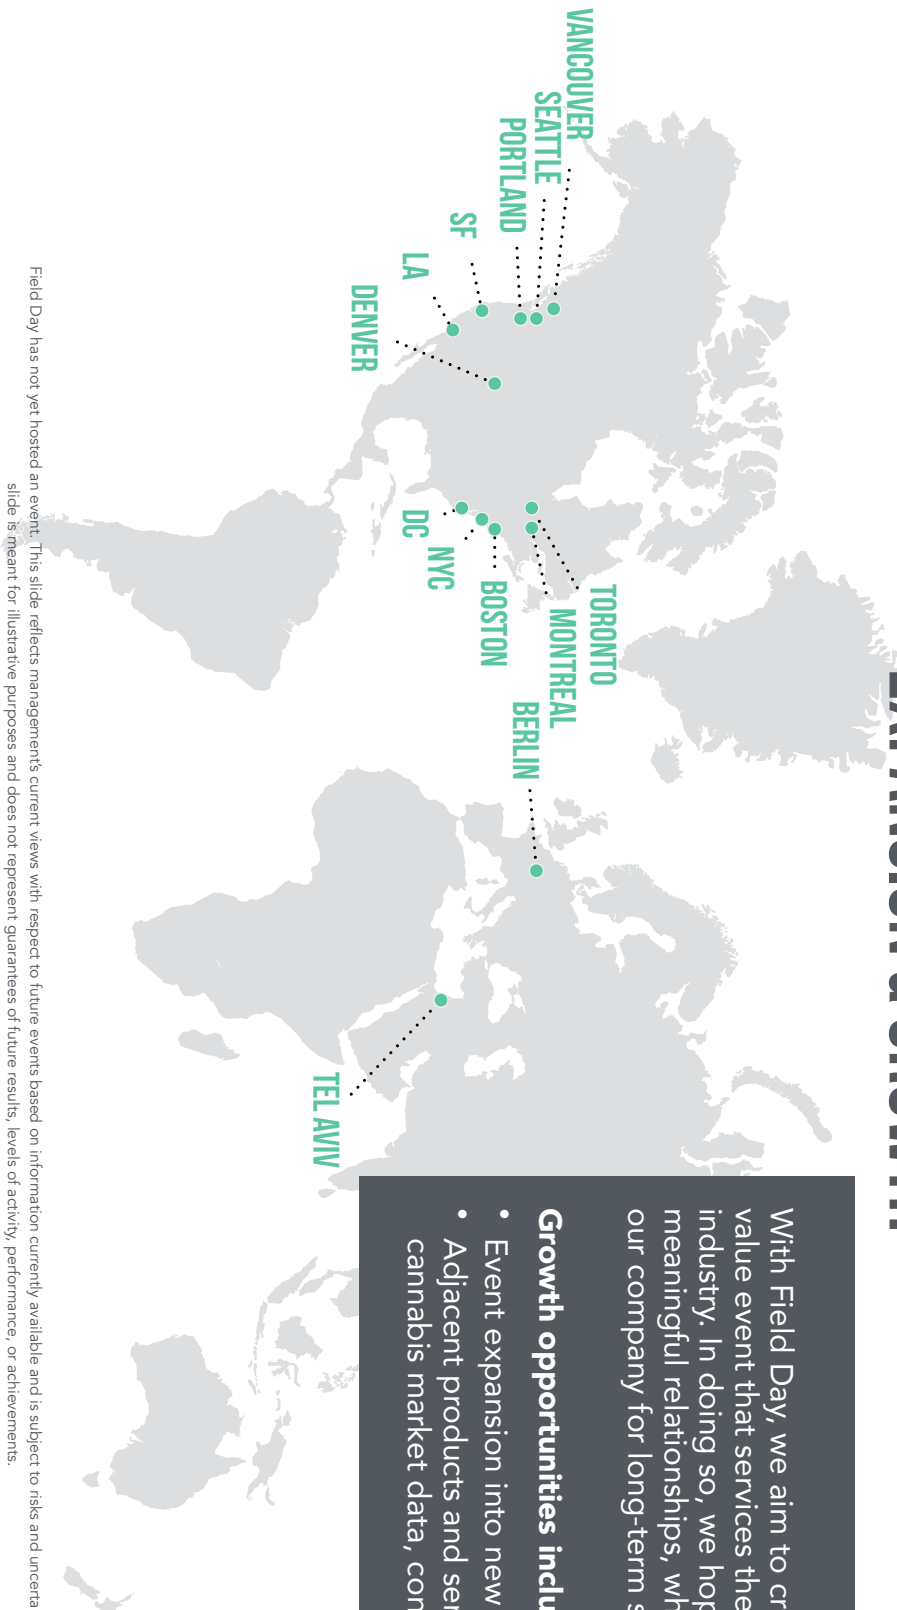 With Field Day, we aim to cr
value event that services the
industry. In doing so, we hop
meaningful relationships, wh
our company for long-term s
Growth opportunities inclu
• Event expansion into new
• Adjacent products and ser
cannabis market data, con
VANCOUVER
SEATTLE
PORTLAND
SF
LA
DENVER
TORONTO
MONTREAL
BOSTON
NYC
DC
BERLIN
TEL AVIV
Field Day has not yet hosted an event. This slide reflects management's current views with respect to future events based on information currently available and is subject to risks and uncerta
slide is meant for illustrative purposes and does not represent guarantees of future results, levels of activity, performance, or achievements.